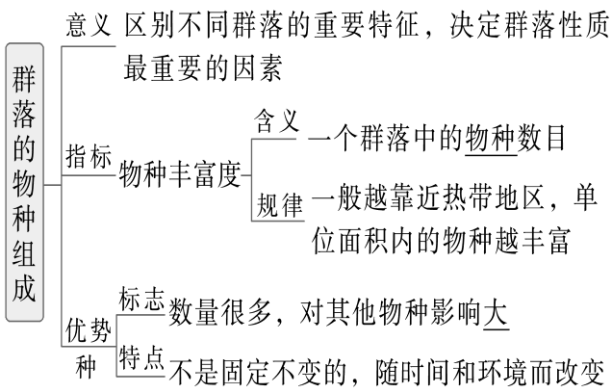 群落的物种组成
意义 区别不同群落的重要特征，决定群落性质
最重要的因素
指标 物种丰富度
含义 一个群落中的物种数目
规律 一般越靠近热带地区，单
位面积内的物种越丰富
优势种
标志 数量很多，对其他物种影响大
特点 不是固定不变的，随时间和环境而改变